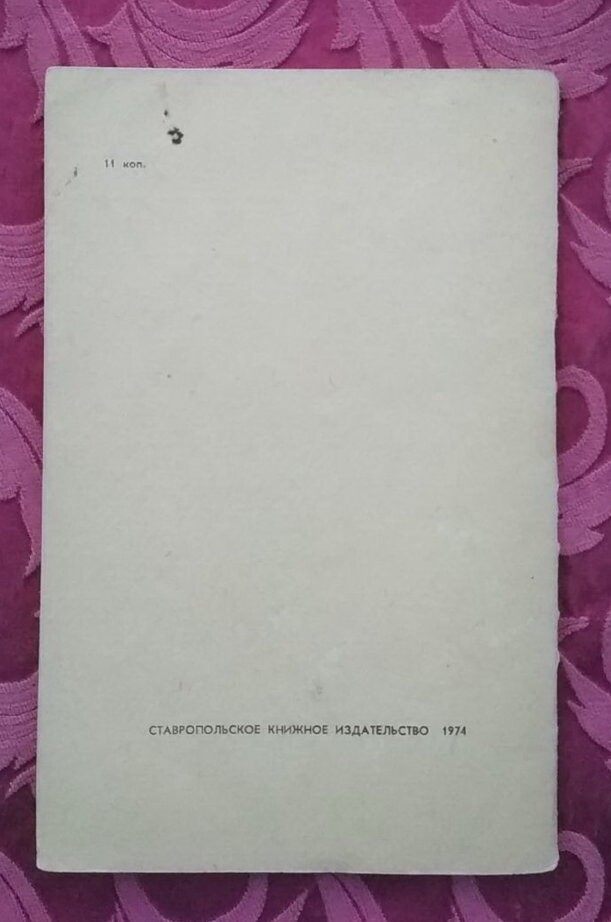 11 коп.
СТАВРОПОЛЬСКОЕ КНИЖНОЕ ИЗДАТЕЛЬСТВО 1974